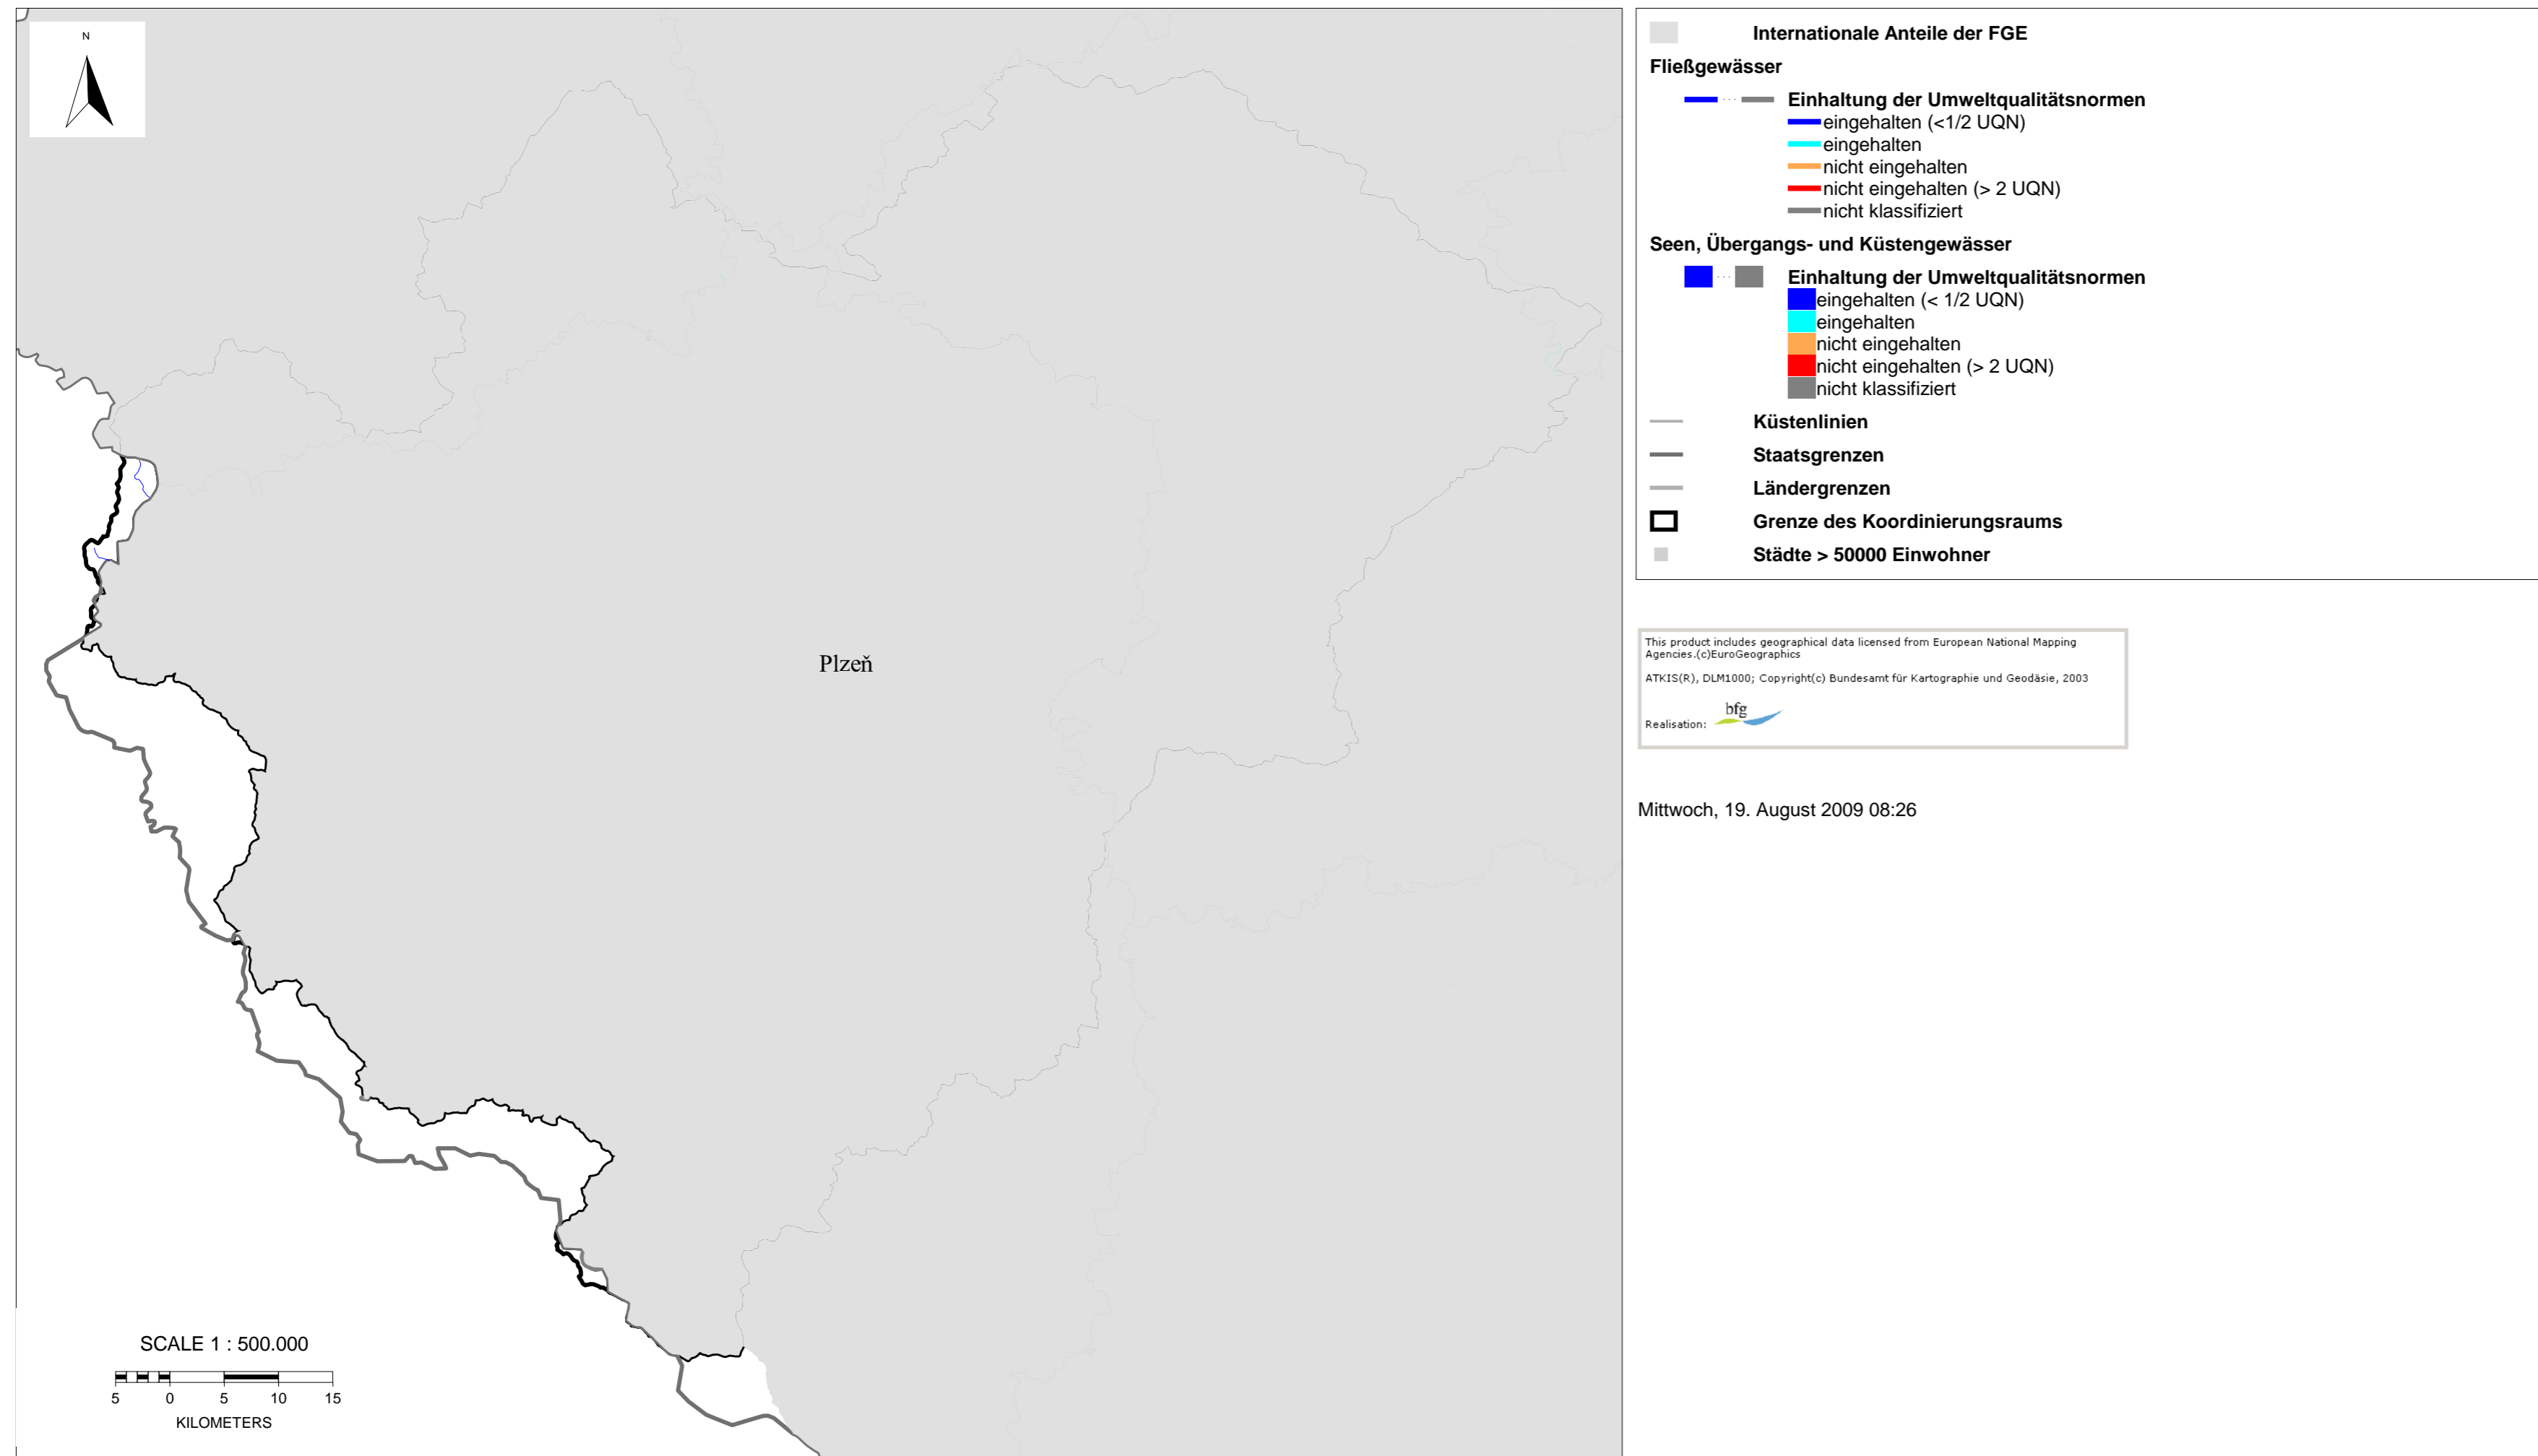 N
Plzeň
SCALE 1 : 500.000
5 0 5 10 15
KILOMETERS
Internationale Anteile der FGE
Fließgewässer
Einhaltung der Umweltqualitätsnormen
eingehalten (<1/2 UQN)
eingehalten
nicht eingehalten
nicht eingehalten (> 2 UQN)
nicht klassifiziert
Seen, Übergangs- und Küstengewässer
Einhaltung der Umweltqualitätsnormen
eingehalten (< 1/2 UQN)
eingehalten
nicht eingehalten
nicht eingehalten (> 2 UQN)
nicht klassifiziert
Küstenlinien
Staatsgrenzen
Ländergrenzen
Grenze des Koordinierungsraums
Städte > 50000 Einwohner
This product includes geographical data licensed from European National Mapping
Agencies.(c)EuroGeographics
ATKIS(R), DLM1000; Copyright(c) Bundesamt für Kartographie und Geodäsie, 2003
Realisation: bfg
Mittwoch, 19. August 2009 08:26